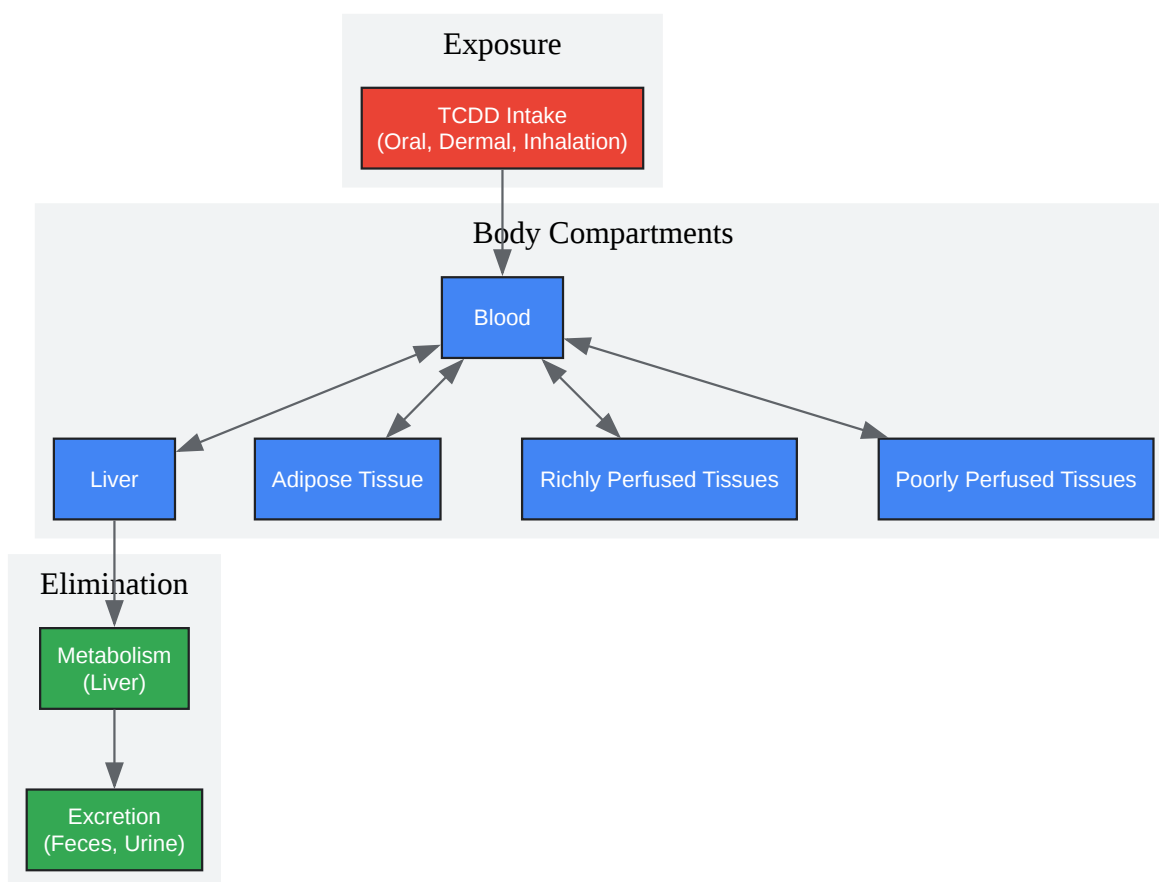 Exposure
TCDD Intake
(Oral, Dermal, Inhalation)
Body Compartments
Blood
Liver
Adipose Tissue
Richly Perfused Tissues
Poorly Perfused Tissues
Elimination
Metabolism
(Liver)
Excretion
(Feces, Urine)